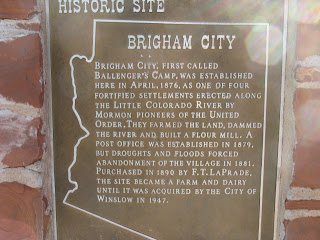 HISTORIC SITE
BRIGHAM CITY
BRIGHAM CITY, FIRST CALLED
BALLENGER'S CAMP, WAS ESTABLISHED
HERE IN APRIL, 1876, AS ONE OF FOUR
FORTIFIED SETTLEMENTS ERECTED ALONG
THE LITTLE COLORADO RIVER BY
MORMON PIONEERS OF THE UNITED
ORDER. THEY FARMED THE LAND, DAMMED
THE RIVER AND BUILT A FLOUR MILL. A
POST OFFICE WAS ESTABLISHED IN 1879,
BUT DROUGHTS AND FLOODS FORCED
ABANDONMENT OF THE VILLAGE IN 1881.
PURCHASED IN 1890 BY F.T. LAPRADE,
THE SITE BECAME A FARM AND DAIRY
UNTIL IT WAS ACQUIRED BY THE CITY OF
WINSLOW IN 1947.